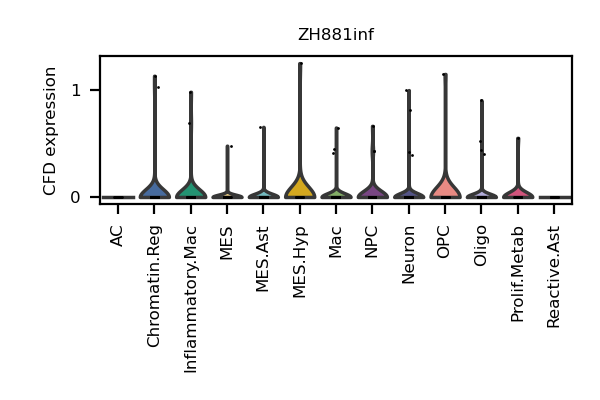 ZH881inf
CFD expression
1
0
AC
Chromatin.Reg
Inflammatory.Mac
MES
MES.Ast
MES.Hyp
Mac
NPC
Neuron
OPC
Oligo
Prolif.Metab
Reactive.Ast